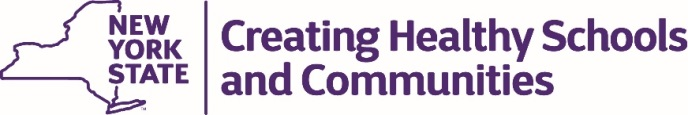 NEW
YORK
STATE
Creating Healthy Schools
and Communities